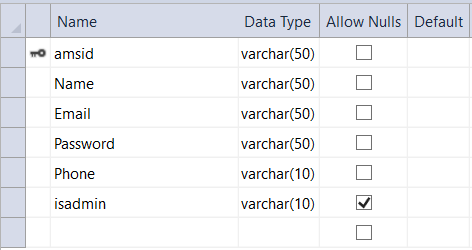 Name Data Type Allow Nulls Default
amsid varchar(50)
Name varchar(50)
Email varchar(50)
Password varchar(50)
Phone varchar(10)
isadmin varchar(10)